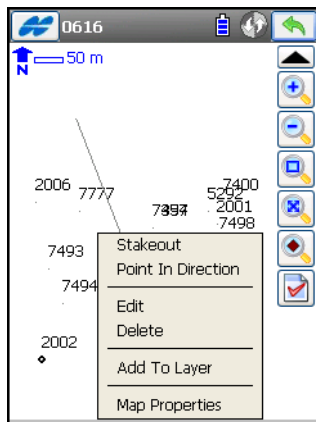 0616
50 m
N
2006
7777
7400
5292
2001
7498
7493
Stakeout
Point In Direction
7494
Edit
Delete
2002
Add To Layer
Map Properties